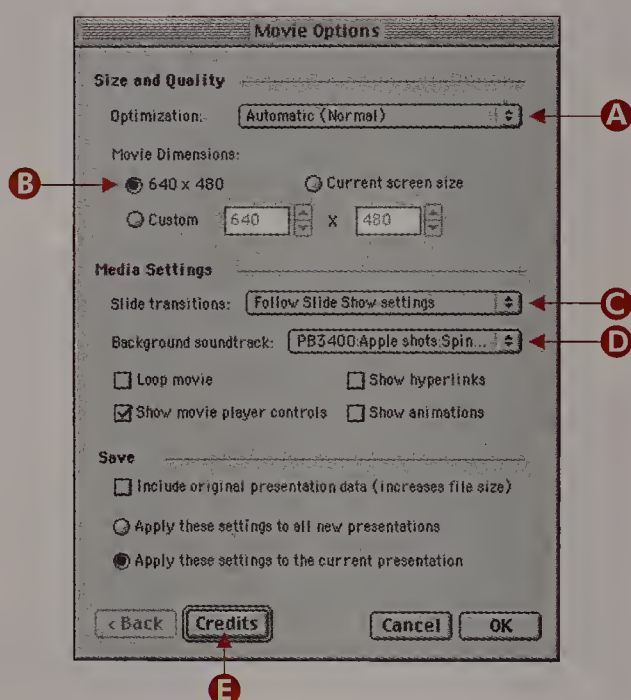 Movie Options
Size and Quality
Optimization: Automatic (Normal) A
Movie Dimensions:
B 640 x 480 Current screen size
Custom 640 x 480
Media Settings
Slide transitions: Follow Slide Show settings C
Background soundtrack: PB3400:Apple shots:Spin... D
Loop movie Show hyperlinks
Show movie player controls Show animations
Save
Include original presentation data (increases file size)
Apply these settings to all new presentations
Apply these settings to the current presentation
< Back Credits Cancel OK
E